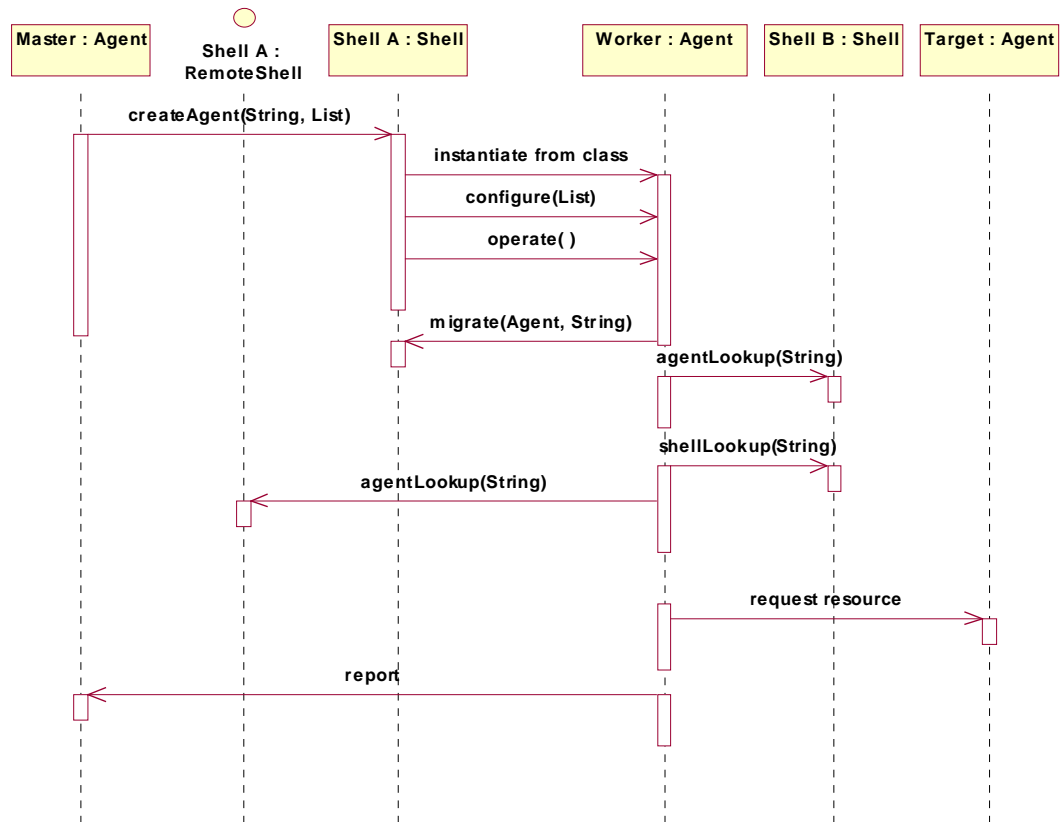 Master : Agent
Shell A :
RemoteShell
Shell A : Shell
Worker : Agent
Shell B : Shell
Target : Agent
createAgent(String, List)
instantiate from class
configure(List)
operate( )
migrate(Agent, String)
agentLookup(String)
shellLookup(String)
agentLookup(String)
request resource
report